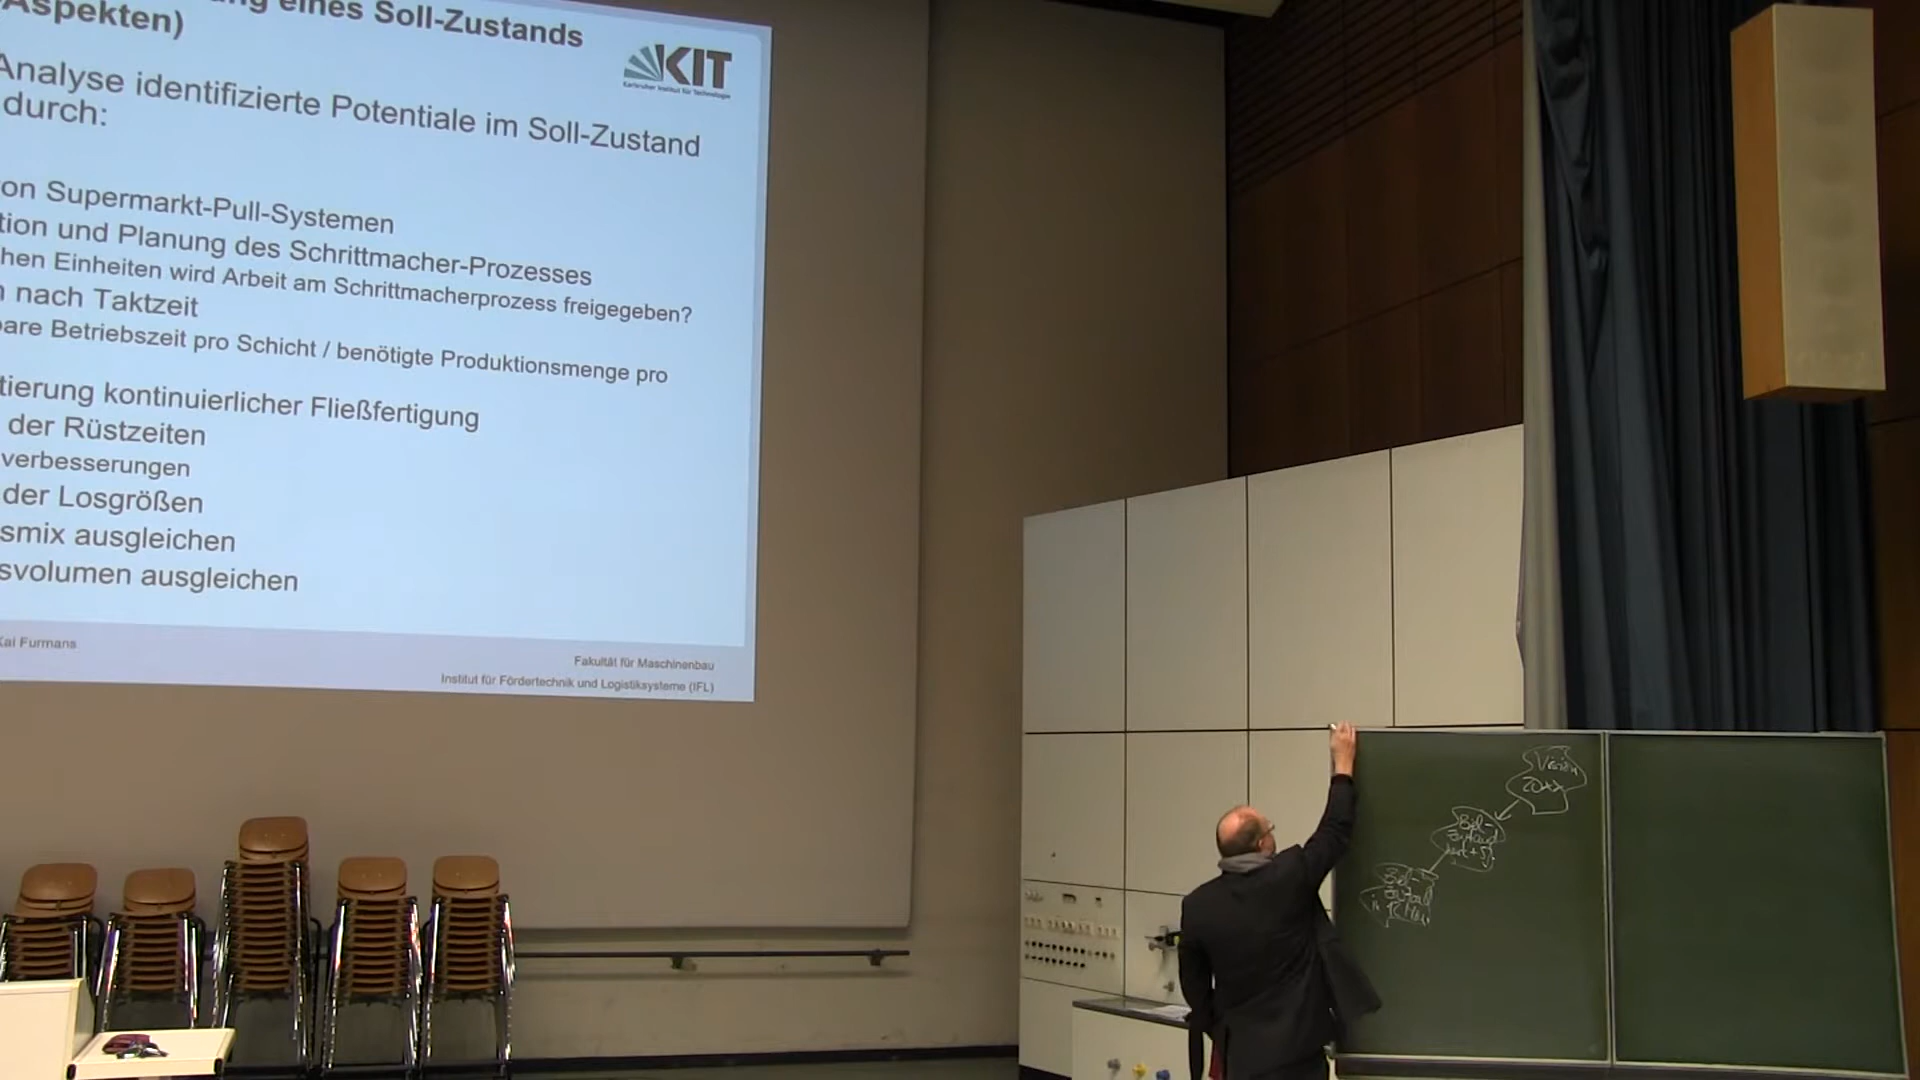 eines Soll-Zustands
Aspekten)
KIT
Karlsruher Institut für Technologie
Analyse identifizierte Potentiale im Soll-Zustand
durch:
on Supermarkt-Pull-Systemen
tion und Planung des Schrittmacher-Prozesses
hen Einheiten wird Arbeit am Schrittmacherprozess freigegeben?
nach Taktzeit
bare Betriebszeit pro Schicht / benötigte Produktionsmenge pro
tierung kontinuierlicher Fließfertigung
der Rüstzeiten
verbesserungen
der Losgrößen
smix ausgleichen
svolumen ausgleichen
Kai Furmans
Fakultät für Maschinenbau
Institut für Fördertechnik und Logistiksysteme (IFL)
Vision
20XX